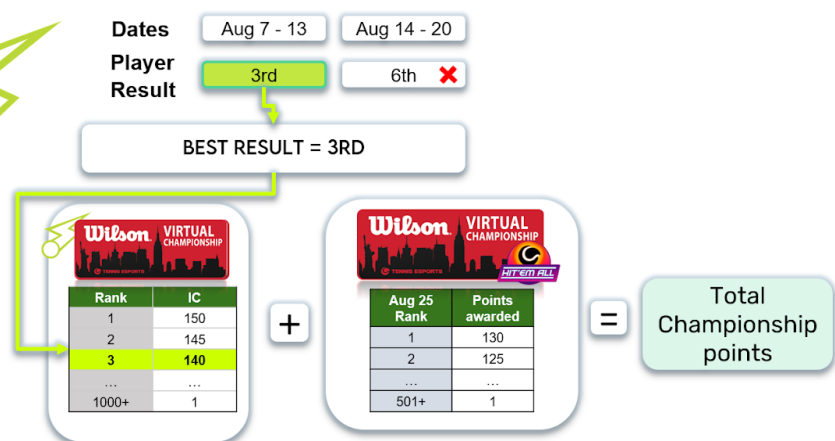 Dates Aug 7 - 13 Aug 14 - 20
Player
Result
3rd 6th
BEST RESULT = 3RD
Wilson. VIRTUAL
CHAMPIONSHIP
TENNIS ESPORTS
Rank IC
1 150
2 145
3 140
... ...
1000+ 1
+
Wilson. VIRTUAL
CHAMPIONSHIP
TENNIS ESPORTS
HIT'EM ALL
Aug 25
Rank
Points
awarded
1 130
2 125
... ...
501+ 1
=
Total
Championship
points